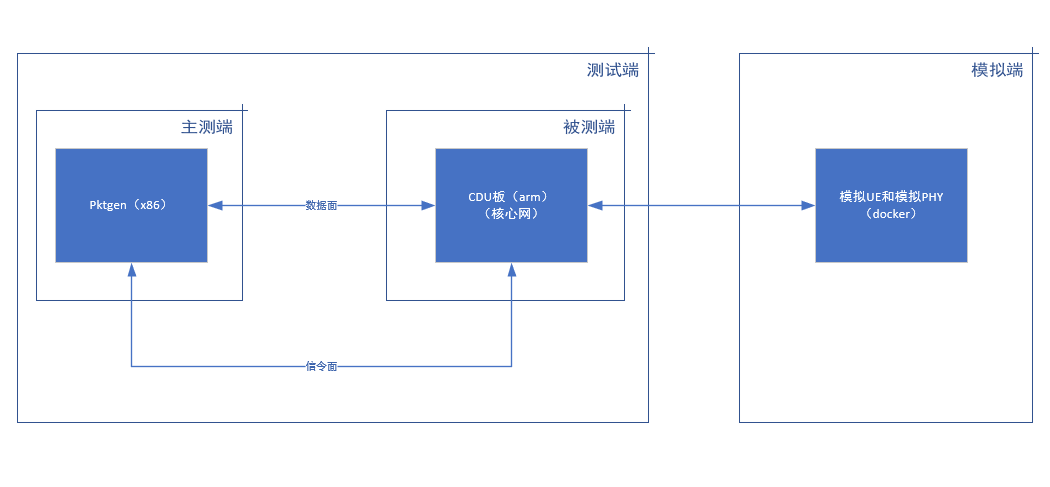 测试端
模拟端
主测端
被测端
Pktgen（x86）
数据面
CDU板（arm）
（核心网）
模拟UE和模拟PHY
（docker）
信令面